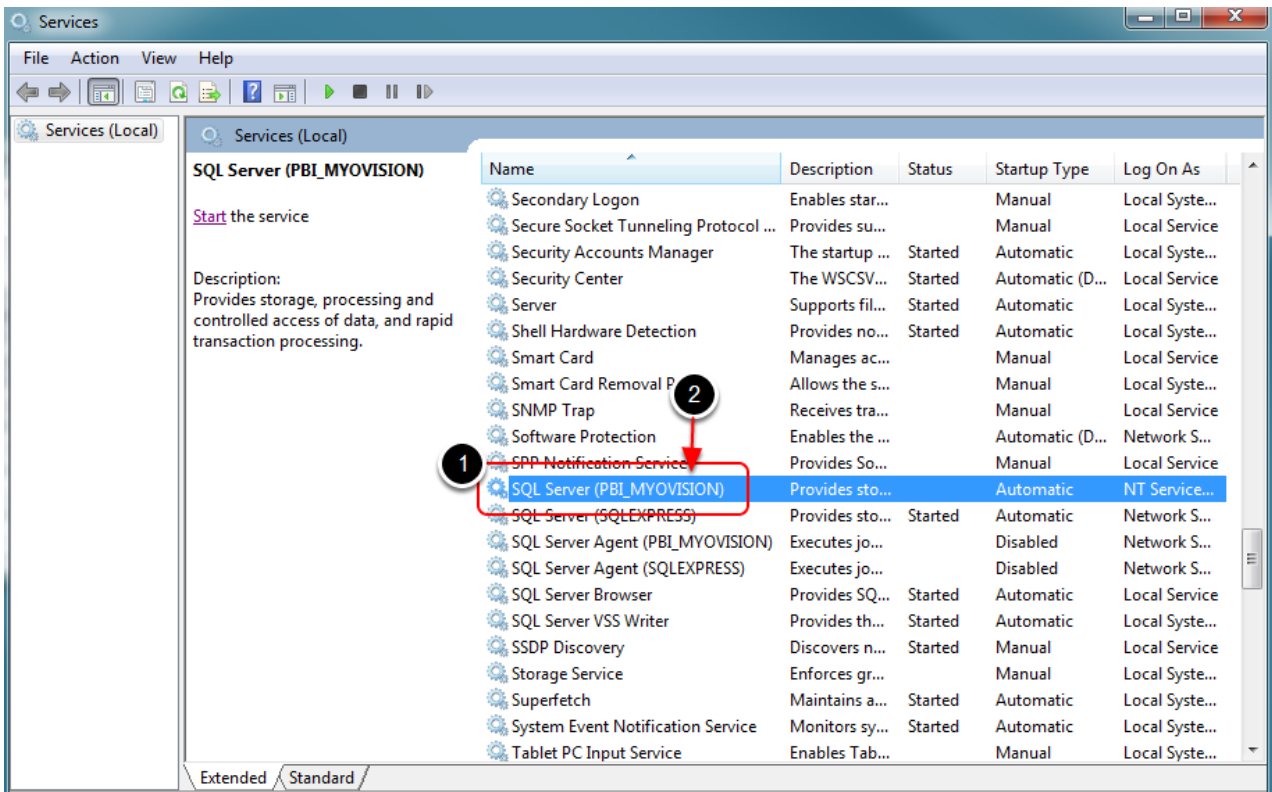 Services
File Action View Help
Services (Local)
Services (Local)
SQL Server (PBI_MYOVISION)
Start the service
Description:
Provides storage, processing and
controlled access of data, and rapid
transaction processing.
Name Description Status Startup Type Log On As
Secondary Logon Enables star... Manual Local Syste...
Secure Socket Tunneling Protocol ... Provides su... Manual Local Service
Security Accounts Manager The startup ... Started Automatic Local Syste...
Security Center The WSCSV... Started Automatic (D... Local Service
Server Supports fil... Started Automatic Local Syste...
Shell Hardware Detection Provides no... Started Automatic Local Syste...
Smart Card Manages ac... Manual Local Service
Smart Card Removal Allows the s... Manual Local Syste...
2
SNMP Trap Receives tra... Manual Local Service
Software Protection Enables the ... Automatic (D... Network S...
1
SPP Notification Service Provides So... Manual Local Service
SQL Server (PBI_MYOVISION) Provides sto... Automatic NT Service...
SQL Server (SQLEXPRESS) Provides sto... Started Automatic Network S...
SQL Server Agent (PBI_MYOVISION) Executes jo... Disabled Network S...
SQL Server Agent (SQLEXPRESS) Executes jo... Disabled Network S...
SQL Server Browser Provides SQ... Started Automatic Local Service
SQL Server VSS Writer Provides th... Started Automatic Local Syste...
SSDP Discovery Discovers n... Started Manual Local Service
Storage Service Enforces gr... Manual Local Syste...
Superfetch Maintains a... Started Automatic Local Syste...
System Event Notification Service Monitors sy... Started Automatic Local Syste...
Tablet PC Input Service Enables Tab... Manual Local Syste...
Extended Standard